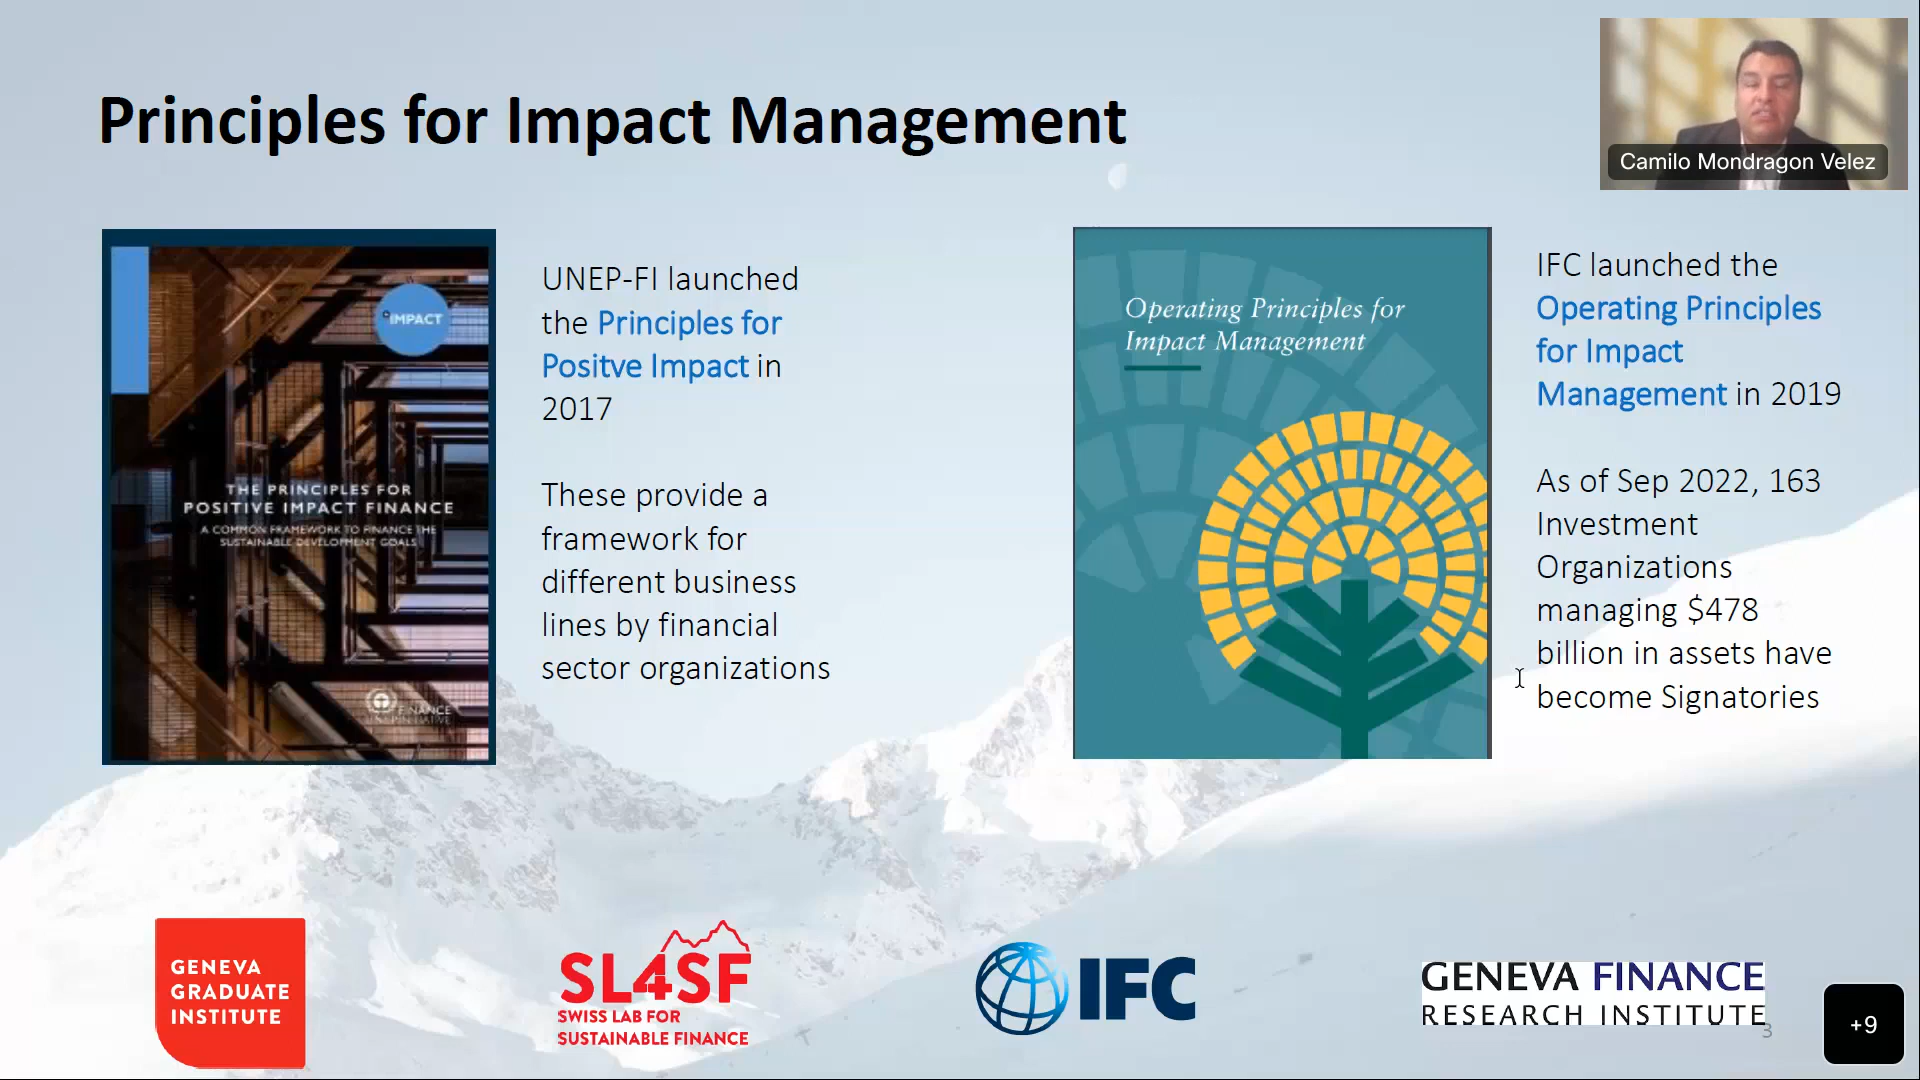 Principles for Impact Management
Camilo Mondragon Velez
IMPACT
THE PRINCIPLES FOR
POSITIVE IMPACT FINANCE
A COMMON FRAMEWORK TO FINANCE THE
SUSTAINABLE DEVELOPMENT GOALS
FINANCE
UNEP INITIATIVE
UNEP-FI launched
the Principles for
Positve Impact in
2017
These provide a
framework for
different business
lines by financial
sector organizations
Operating Principles for
Impact Management
IFC launched the
Operating Principles
for Impact
Management in 2019
As of Sep 2022, 163
Investment
Organizations
managing $478
billion in assets have
become Signatories
GENEVA
GRADUATE
INSTITUTE
SL4SF
SWISS LAB FOR
SUSTAINABLE FINANCE
IFC
GENEVA FINANCE
RESEARCH INSTITUTE
3
+9